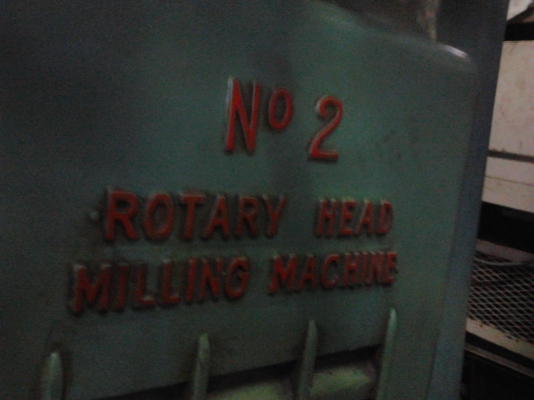 No 2
ROTARY HEAD
MILLING MACHINE